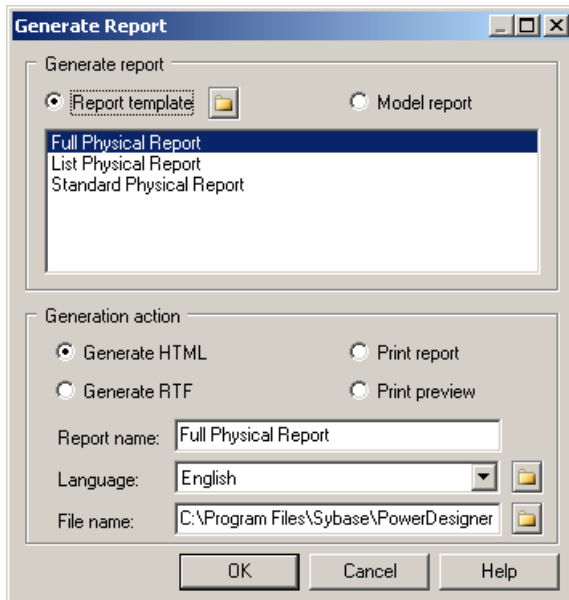 Generate Report
Generate report
Report template
Model report
Full Physical Report
List Physical Report
Standard Physical Report
Generation action
Generate HTML
Print report
Generate RTF
Print preview
Report name: Full Physical Report
Language: English
File name: C:\Program Files\Sybase\PowerDesigner
OK Cancel Help